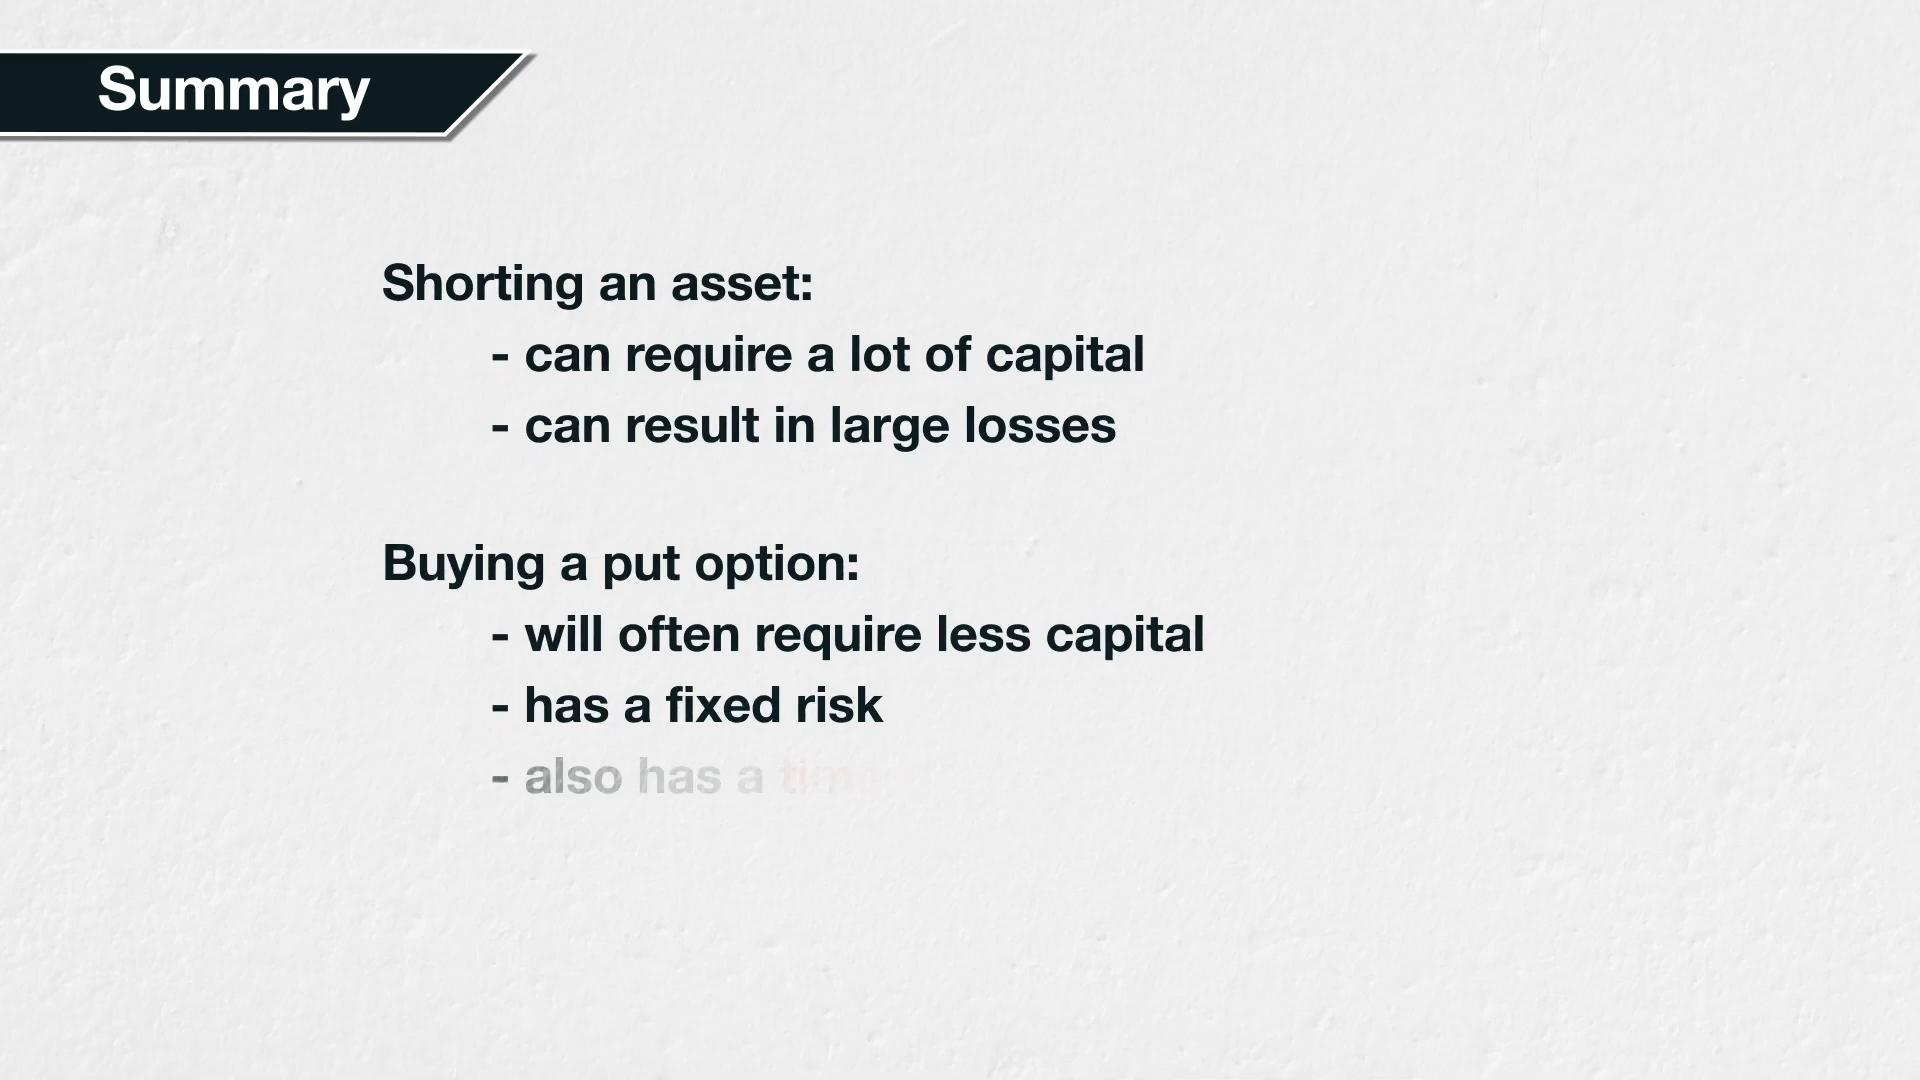 Summary
Shorting an asset:
- can require a lot of capital
- can result in large losses
Buying a put option:
- will often require less capital
- has a fixed risk
- also has a time